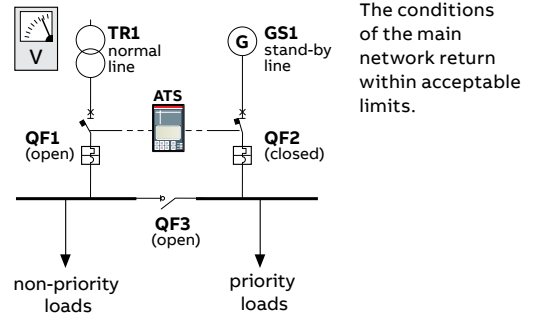 V
TR1
normal
line
G
GS1
stand-by
line
The conditions
of the main
network return
within acceptable
limits.
ATS
QF1
(open)
QF2
(closed)
QF3
(open)
non-priority
loads
priority
loads